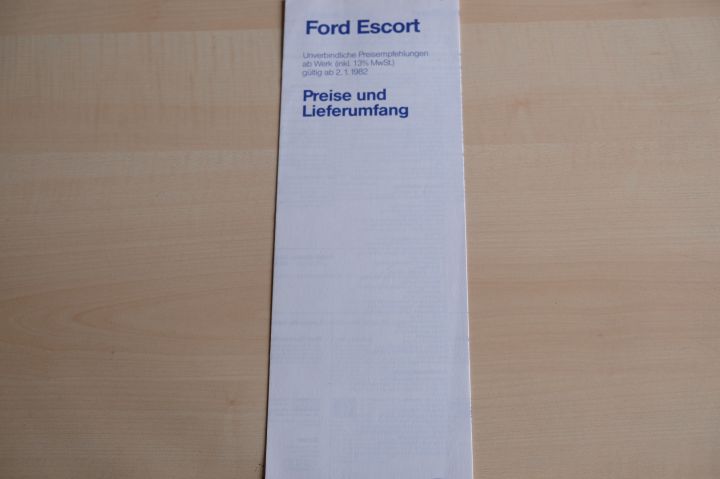 Ford Escort
Unverbindliche Preisempfehlungen
ab Werk (inkl. 13% MwSt.)
gültig ab 2.1.1982
Preise und
Lieferumfang